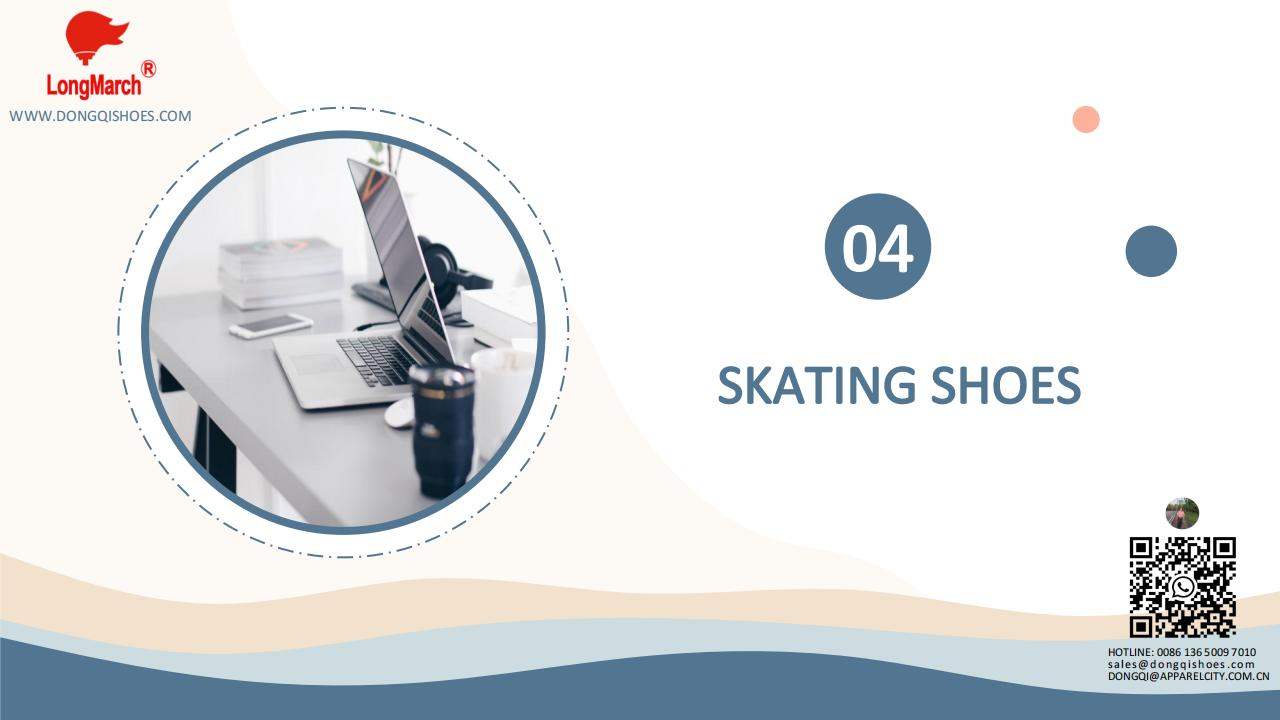 LongMarch®
WWW.DONGQISHOES.COM
04
SKATING SHOES
HOTLINE: 0086 136 5009 7010
sales@dongqishoes.com
DONGQI@APPARELCITY.COM.CN